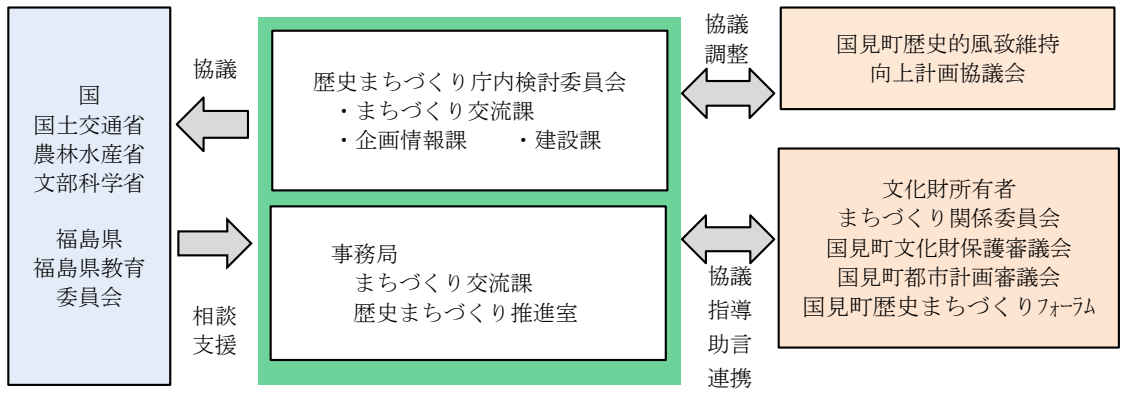 国
国土交通省
農林水産省
文部科学省
福島県
福島県教育
委員会
協議
相談
支援
歴史まちづくり庁内検討委員会
・まちづくり交流課
・企画情報課　　・建設課
事務局
まちづくり交流課
歴史まちづくり推進室
協議
調整
協議
指導
助言
連携
国見町歴史的風致維持
向上計画協議会
文化財所有者
まちづくり関係委員会
国見町文化財保護審議会
国見町都市計画審議会
国見町歴史まちづくりフォーラム